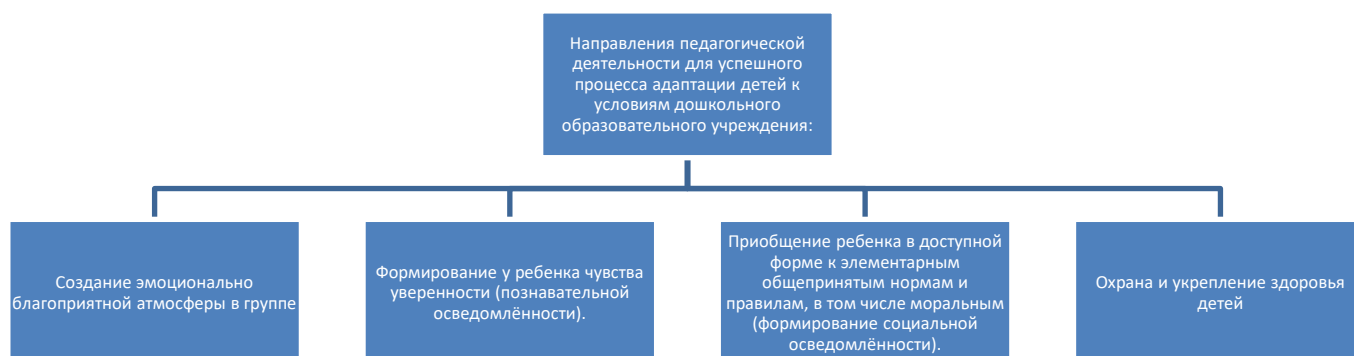 Направления педагогической
деятельности для успешного
процесса адаптации детей к
условиям дошкольного
образовательного учреждения:
Создание эмоционально
благоприятной атмосферы в группе
Формирование у ребенка чувства
уверенности (познавательной
осведомлённости).
Приобщение ребенка в доступной
форме к элементарным
общепринятым нормам и
правилам, в том числе моральным
(формирование социальной
осведомлённости).
Охрана и укрепление здоровья
детей